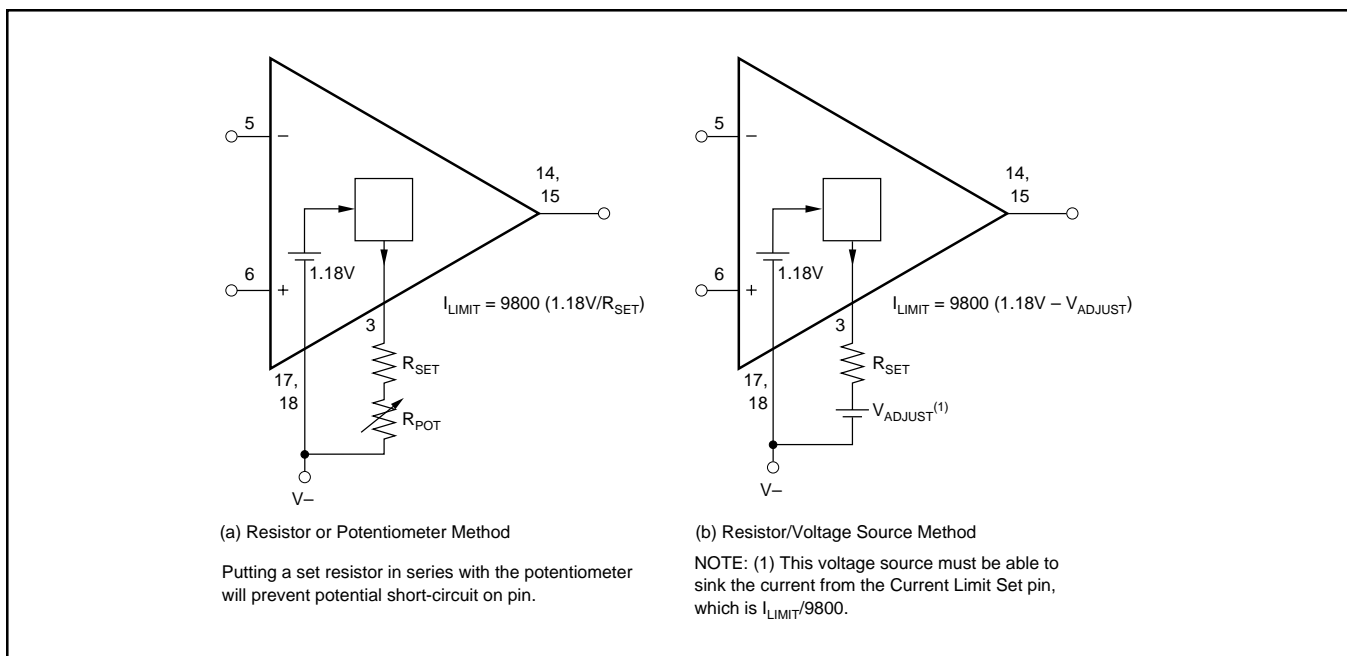 5
−
14,
15
1.18V
6
+
I_LIMIT = 9800 (1.18V/R_SET)
3
R_SET
17,
18
R_POT
V–
(a) Resistor or Potentiometer Method
Putting a set resistor in series with the potentiometer
will prevent potential short-circuit on pin.
5
−
14,
15
1.18V
6
+
I_LIMIT = 9800 (1.18V – V_ADJUST)
3
R_SET
17,
18
V_ADJUST(1)
V–
(b) Resistor/Voltage Source Method
NOTE: (1) This voltage source must be able to
sink the current from the Current Limit Set pin,
which is I_LIMIT/9800.